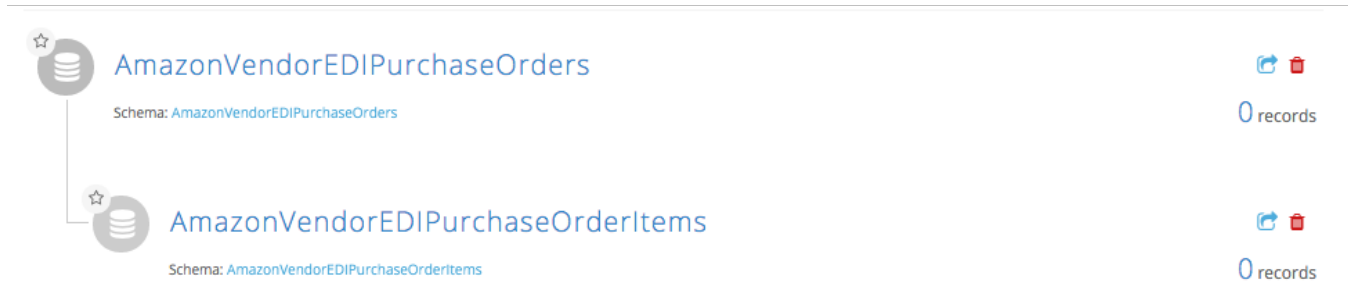 AmazonVendorEDIPurchaseOrders
Schema: AmazonVendorEDIPurchaseOrders
0 records
AmazonVendorEDIPurchaseOrderItems
Schema: AmazonVendorEDIPurchaseOrderItems
0 records